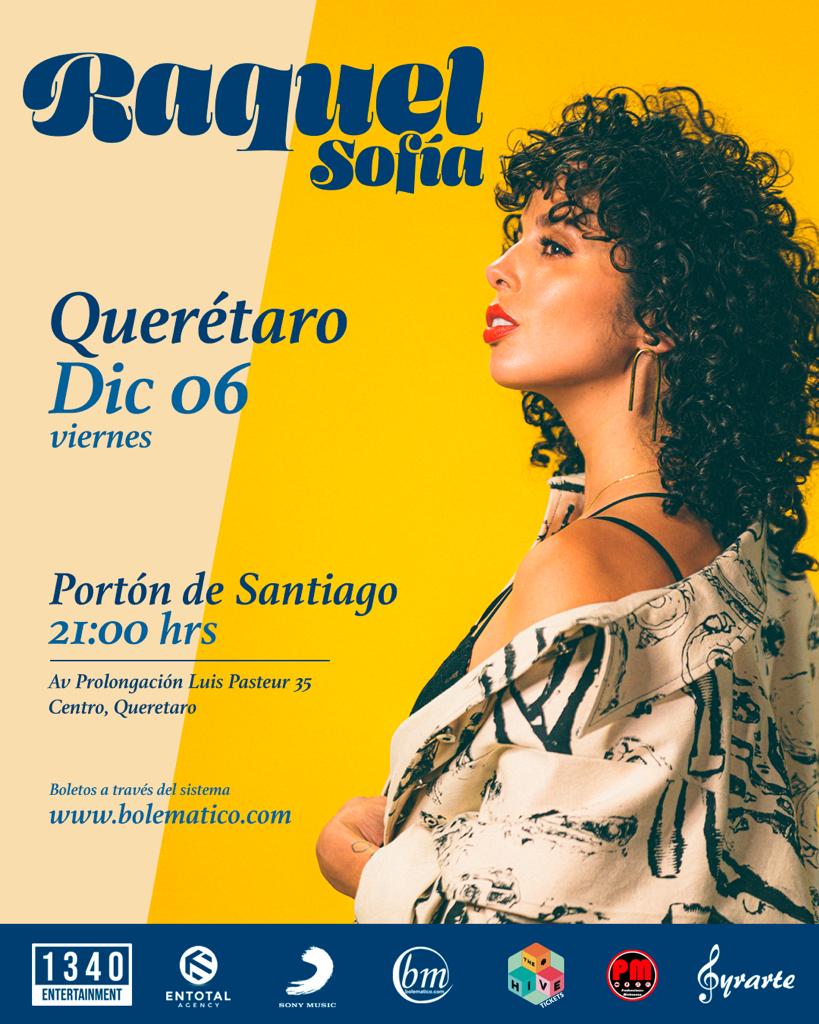 Raquel
Sofía
Querétaro
Dic 06
viernes
Portón de Santiago
21:00 hrs
Av Prolongación Luis Pasteur 35
Centro, Queretaro
Boletos a través del sistema
www.bolematico.com
1340
ENTERTAINMENT
ENTOTAL
AGENCY
SONY MUSIC
bm
bolematico.com
THE
HIVE
TICKETS
PM
Gyrarte